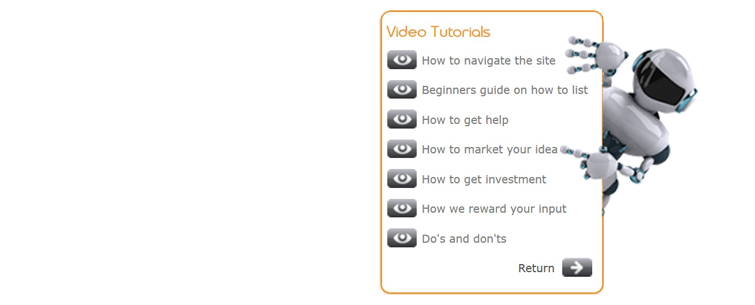 Video Tutorials
How to navigate the site
Beginners guide on how to list
How to get help
How to market your idea
How to get investment
How we reward your input
Do's and don'ts
Return